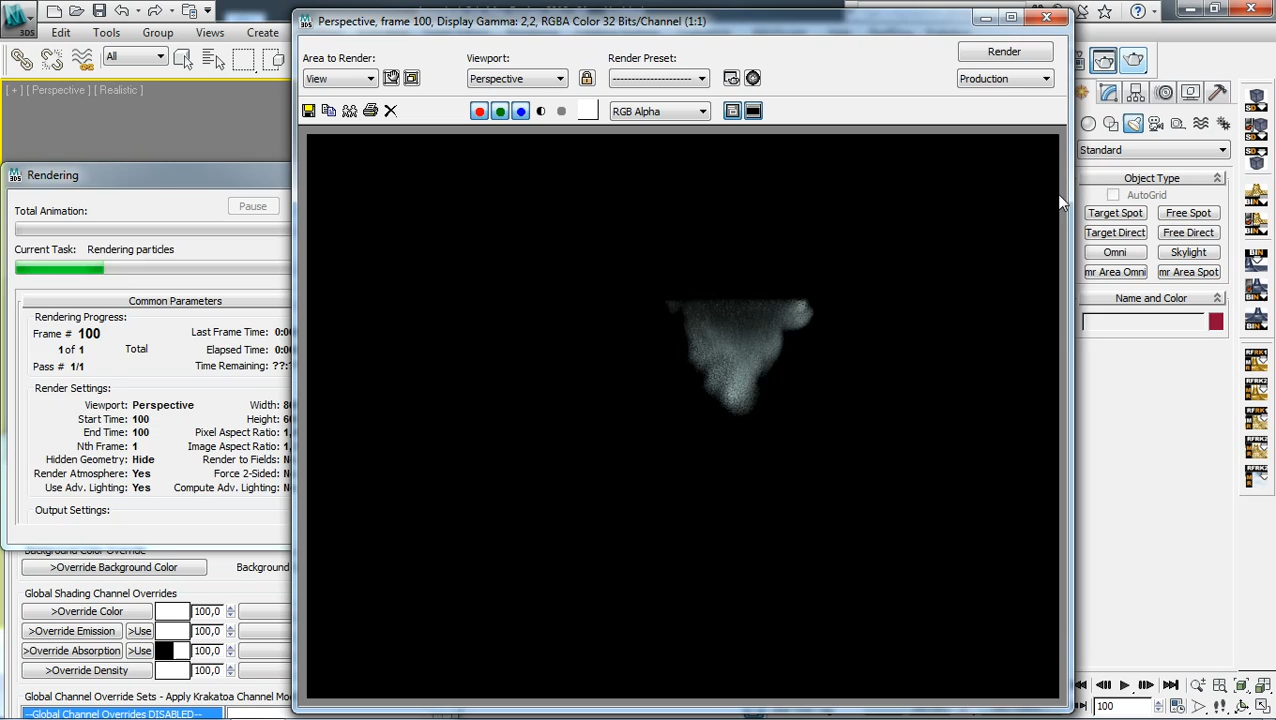 Perspective, frame 100, Display Gamma: 2,2, RGBA Color 32 Bits/Channel (1:1)
3DS
Edit Tools Group Views Create
All
[ + ] [ Perspective ] [ Realistic ]
Area to Render:
View
Viewport:
Perspective
Render Preset:
Render
Production
RGB Alpha
Rendering
Total Animation:
Pause
Current Task: Rendering particles
Common Parameters
Rendering Progress:
Frame # 100
Last Frame Time:
1 of 1 Total
Elapsed Time:
Pass # 1/1
Time Remaining: ??:
Render Settings:
Viewport: Perspective
Width:
Start Time: 100
Height:
End Time: 100
Pixel Aspect Ratio:
Nth Frame: 1
Image Aspect Ratio:
Hidden Geometry: Hide
Render to Fields:
Render Atmosphere: Yes
Force 2-Sided:
Use Adv. Lighting: Yes
Compute Adv. Lighting:
Output Settings:
>Override Background Color
Background
Global Shading Channel Overrides
>Override Color 100,0
>Override Emission >Use 100,0
>Override Absorption >Use 100,0
>Override Density 100,0
Global Channel Override Sets - Apply Krakatoa Channel
--Global Channel Overrides DISABLED--
Standard
Object Type
AutoGrid
Target Spot Free Spot
Target Direct Free Direct
Omni Skylight
mr Area Omni mr Area Spot
Name and Color
100